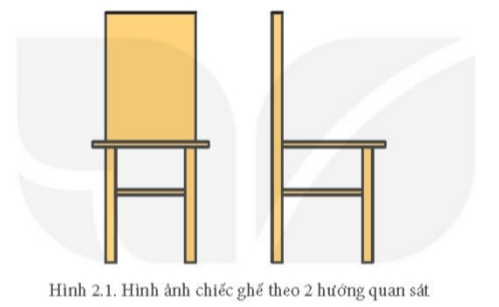 Hình 2.1. Hình ảnh chiếc ghế theo 2 hướng quan sát